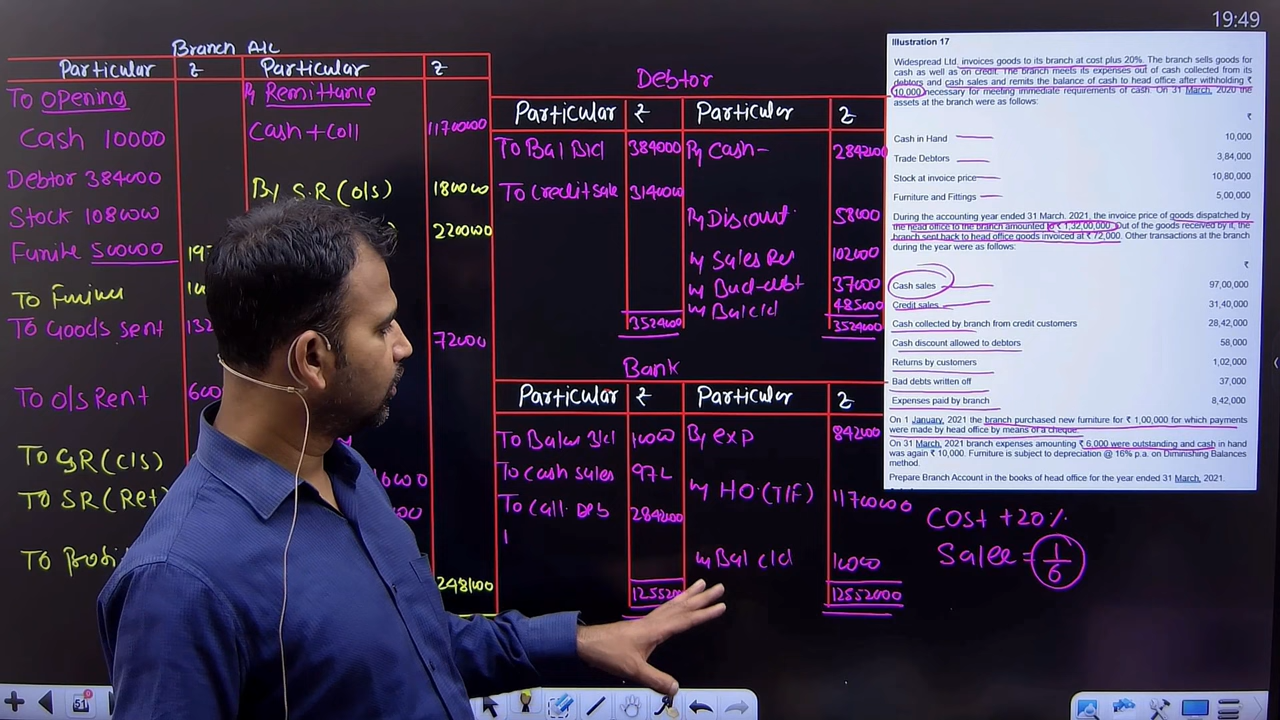 19:49
Branch A/c
Particular ₹ Particular ₹
To Opening
Cash 10000
Debtor 384000
Stock 1080000
To Goods sent 132
To O/s Rent 600
To SR (Ret)
By Remittance
Cash + Coll 11700000
By S.R (O/S) 180000
2200000
72000
Debtor
Particular ₹ Particular ₹
To Bal B/d 384000 By Cash - 2842000
To Credit sale 3140000
By Discount 58000
By Sales Ret 102000
By Bad-debt 37000
By Bal c/d 485000
3524000 3524000
Bank
Particular ₹ Particular ₹
By exp 842000
To Cash sales 97L
By HO (T/F) 11700000
2842000
By Bal c/d 10000
12552000
Illustration 17
Widespread Ltd. invoices goods to its branch at cost plus 20%. The branch sells goods for
cash as well as on credit. The branch meets its expenses out of cash collected from its
debtors and cash sales and remits the balance of cash to head office after withholding ₹
10,000 necessary for meeting immediate requirements of cash. On 31 March, 2020 the
assets at the branch were as follows:
₹
Cash in Hand 10,000
Trade Debtors 3,84,000
Stock at invoice price 10,80,000
Furniture and Fittings 5,00,000
During the accounting year ended 31 March, 2021, the invoice price of goods dispatched by
the head office to the branch amounted to ₹ 1,32,00,000. Out of the goods received by it, the
branch sent back to head office goods invoiced at ₹ 72,000. Other transactions at the branch
during the year were as follows:
₹
Cash sales 97,00,000
Credit sales 31,40,000
Cash collected by branch from credit customers 28,42,000
Cash discount allowed to debtors 58,000
Returns by customers 1,02,000
Bad debts written off 37,000
Expenses paid by branch 8,42,000
On 1 January, 2021 the branch purchased new furniture for ₹ 1,00,000 for which payments
were made by head office by means of a cheque.
On 31 March, 2021 branch expenses amounting ₹ 6,000 were outstanding and cash in hand
was again ₹ 10,000. Furniture is subject to depreciation @ 16% p.a. on Diminishing Balances
method.
Prepare Branch Account in the books of head office for the year ended 31 March, 2021.
Cost + 20%
Sales = 1/6